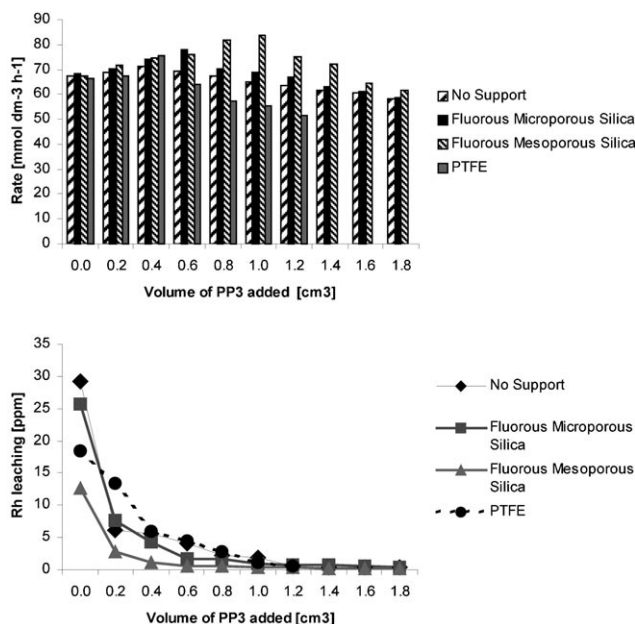 90
80
70
60
50
40
30
20
10
0
Rate [mmol dm-3 h-1]
0.0 0.2 0.4 0.6 0.8 1.0 1.2 1.4 1.6 1.8
Volume of PP3 added [cm3]
No Support
Fluorous Microporous Silica
Fluorous Mesoporous Silica
PTFE
35
30
25
20
15
10
5
0
Rh leaching [ppm]
0.0 0.2 0.4 0.6 0.8 1.0 1.2 1.4 1.6 1.8
Volume of PP3 added [cm3]
No Support
Fluorous Microporous
Silica
Fluorous Mesoporous
Silica
PTFE